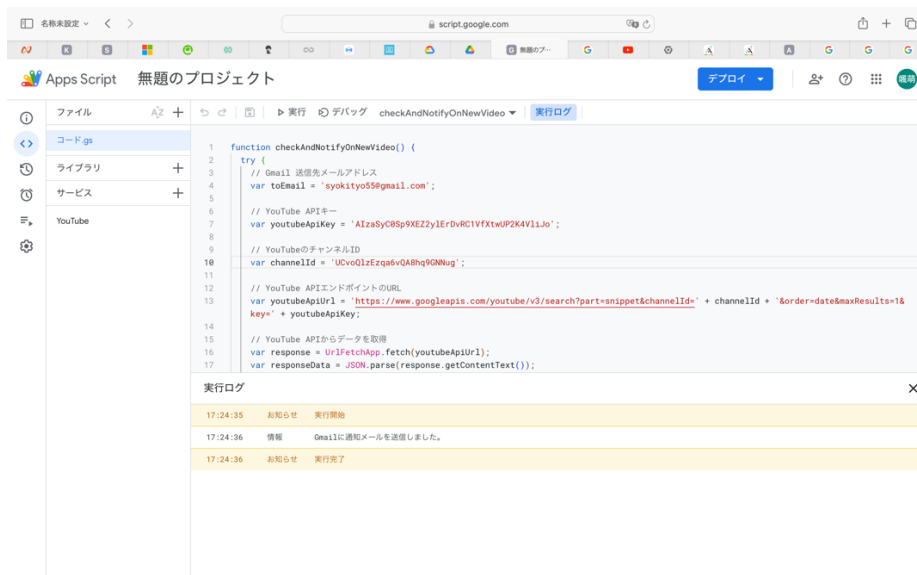 名称未設定
script.google.com
無題のプ…
Apps Script
無題のプロジェクト
デプロイ
颯萌
ファイル
AZ
実行
デバッグ
checkAndNotifyOnNewVideo
実行ログ
コード.gs
ライブラリ
サービス
YouTube
1 function checkAndNotifyOnNewVideo() {
2 try {
3 // Gmail 送信先メールアドレス
4 var toEmail = 'syokityo55@gmail.com';
5
6 // YouTube APIキー
7 var youtubeApiKey = 'AIzaSyC0Sp9XEZ2ylErDvRC1VfXtwUP2K4VliJo';
8
9 // YouTubeのチャンネルID
10 var channelId = 'UCvoQlzEzqa6vQA8hq9GNNug';
11
12 // YouTube APIエンドポイントのURL
13 var youtubeApiUrl = 'https://www.googleapis.com/youtube/v3/search?part=snippet&channelId=' + channelId + '&order=date&maxResults=1&
key=' + youtubeApiKey;
14
15 // YouTube APIからデータを取得
16 var response = UrlFetchApp.fetch(youtubeApiUrl);
17 var responseData = JSON.parse(response.getContentText());
実行ログ
17:24:35 お知らせ 実行開始
17:24:36 情報 Gmailに通知メールを送信しました。
17:24:36 お知らせ 実行完了